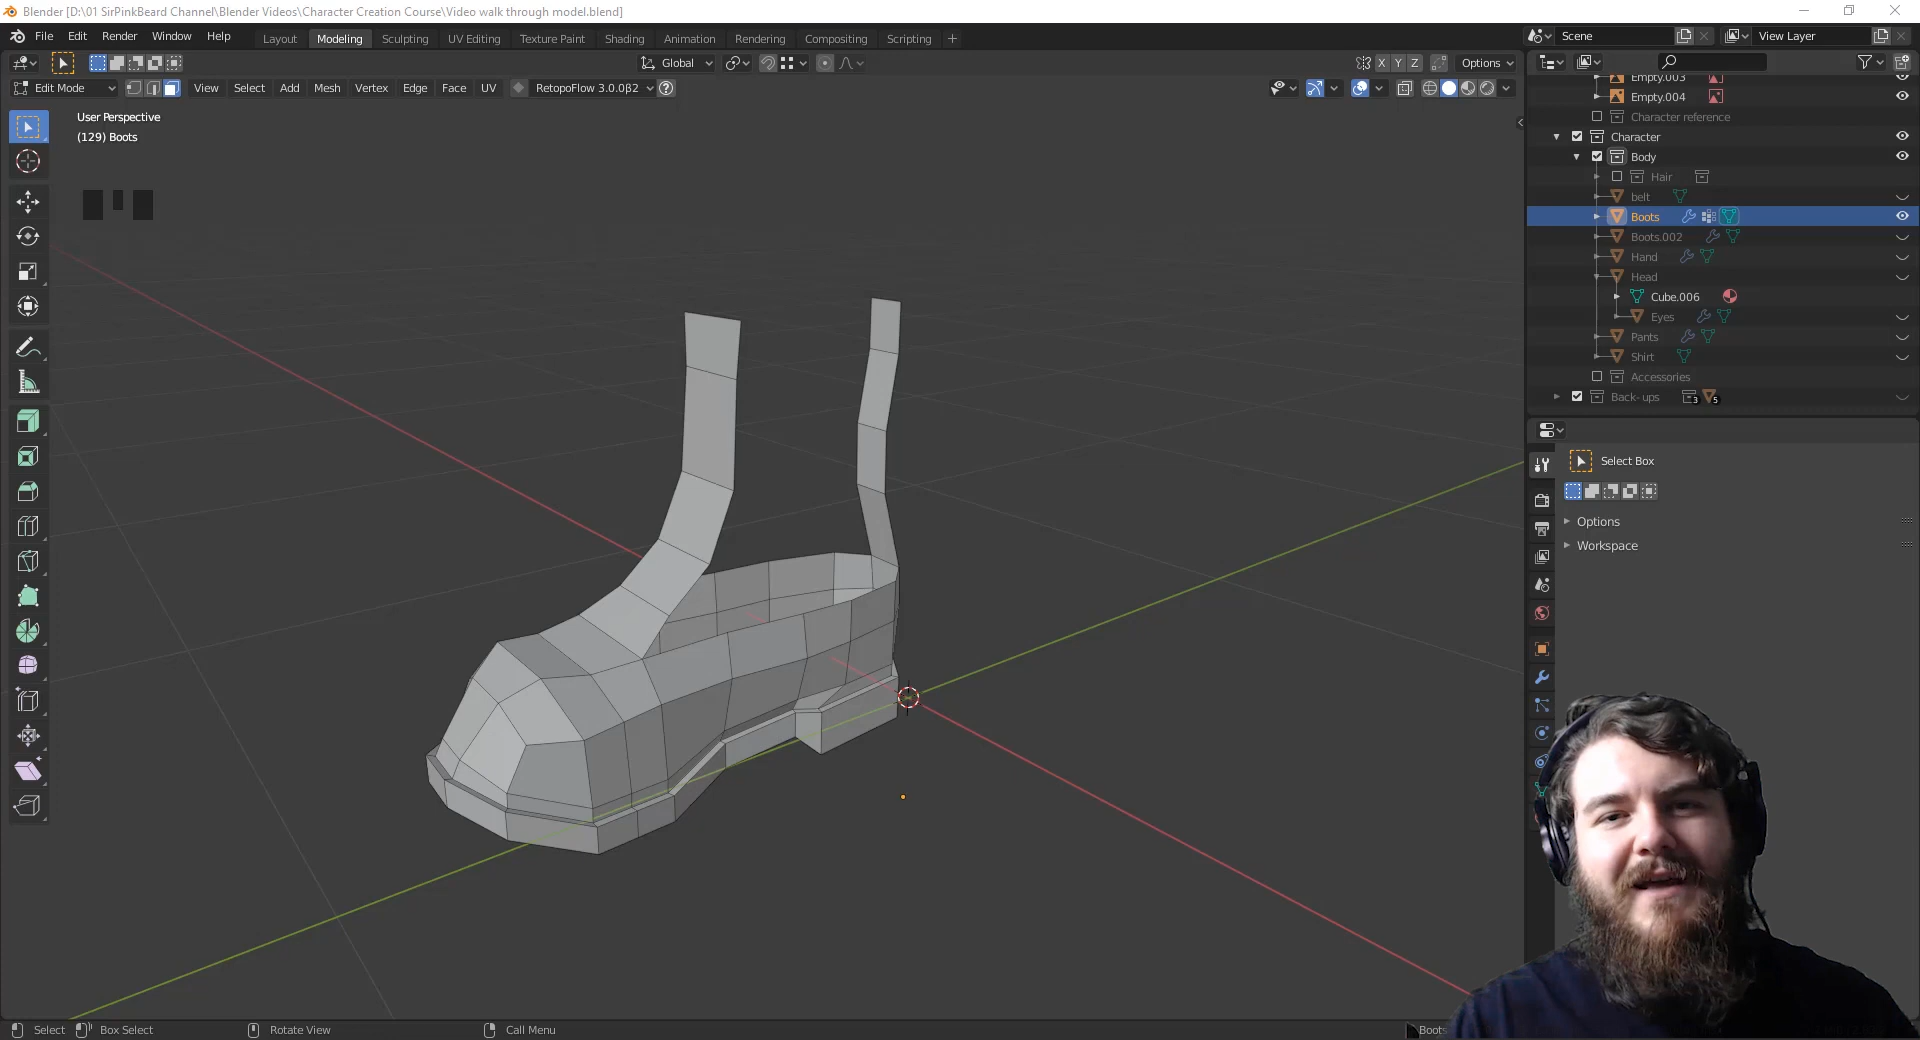 Blender [D:\01 SirPinkBeard Channel\Blender Videos\Character Creation Course\Video walk through model.blend]
File Edit Render Window Help
Layout Modeling Sculpting UV Editing Texture Paint Shading Animation Rendering Compositing Scripting +
Scene
View Layer
Global
X Y Z
Options
Edit Mode
View Select Add Mesh Vertex Edge Face UV
RetopoFlow 3.0.0β2
User Perspective
(129) Boots
Empty.003
Empty.004
Character reference
Character
Body
Hair
belt
Boots
Boots.002
Hand
Head
Cube.006
Eyes
Pants
Shirt
Accessories
Back-ups 3 5
Select Box
Options
Workspace
Select Box Select Rotate View Call Menu
Boots